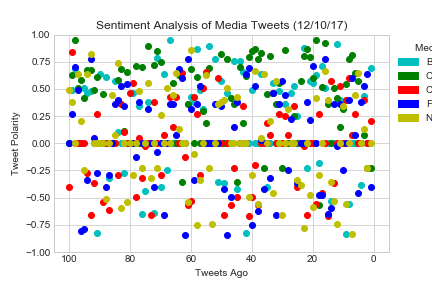 Sentiment Analysis of Media Tweets (12/10/17)
1.00
0.75
0.50
0.25
0.00
−0.25
−0.50
−0.75
−1.00
Tweet Polarity
100
80
60
40
20
0
Tweets Ago
Med
B
C
C
F
N